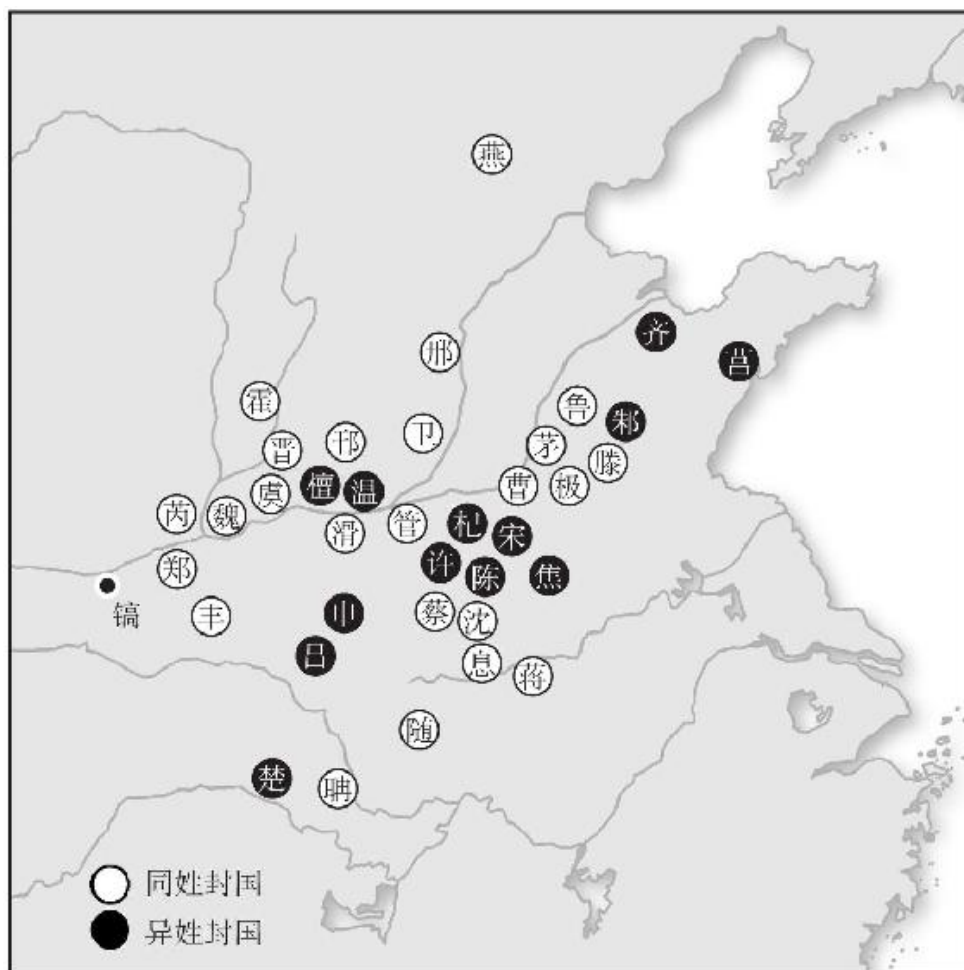 燕
齐
莒
邢
霍
鲁
邾
卫
晋
邘
茅
滕
檀
温
虞
曹
极
芮
魏
滑
管
杞
宋
郑
许
陈
焦
镐
丰
申
蔡
沈
吕
息
蒋
随
楚
聃
同姓封国
异姓封国